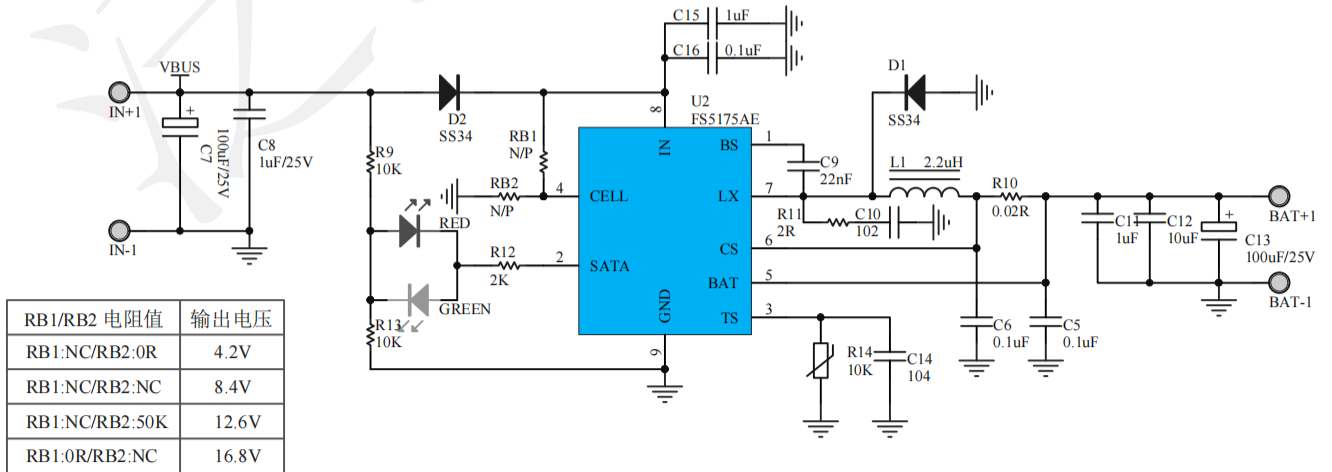 C15
1uF
C16
0.1uF
VBUS
IN+1
+
100uF/25V
C7
C8
1uF/25V
IN-1
D2
SS34
R9
10K
RB1
N/P
RB2
N/P
RED
R12
2K
GREEN
R13
10K
U2
FS5175AE
8
IN
BS
1
4
CELL
LX
7
CS
6
2
SATA
BAT
5
GND
TS
3
9
D1
SS34
C9
22nF
L1
2.2uH
R11
2R
C10
102
R10
0.02R
C11
1uF
C12
10uF
+
C13
100uF/25V
BAT+1
BAT-1
C6
0.1uF
C5
0.1uF
R14
10K
C14
104
RB1/RB2 电阻值 输出电压
RB1:NC/RB2:0R 4.2V
RB1:NC/RB2:NC 8.4V
RB1:NC/RB2:50K 12.6V
RB1:0R/RB2:NC 16.8V